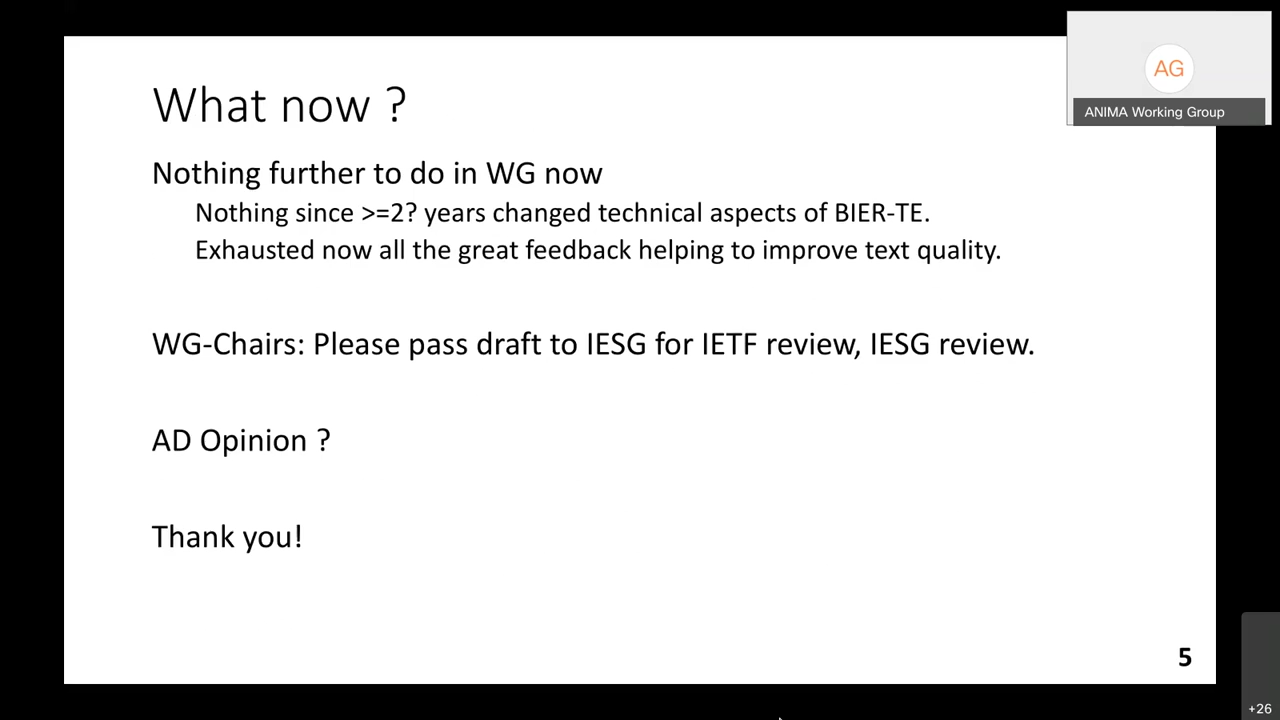 AG
ANIMA Working Group
What now ?
Nothing further to do in WG now
Nothing since >=2? years changed technical aspects of BIER-TE.
Exhausted now all the great feedback helping to improve text quality.
WG-Chairs: Please pass draft to IESG for IETF review, IESG review.
AD Opinion ?
Thank you!
5
+26